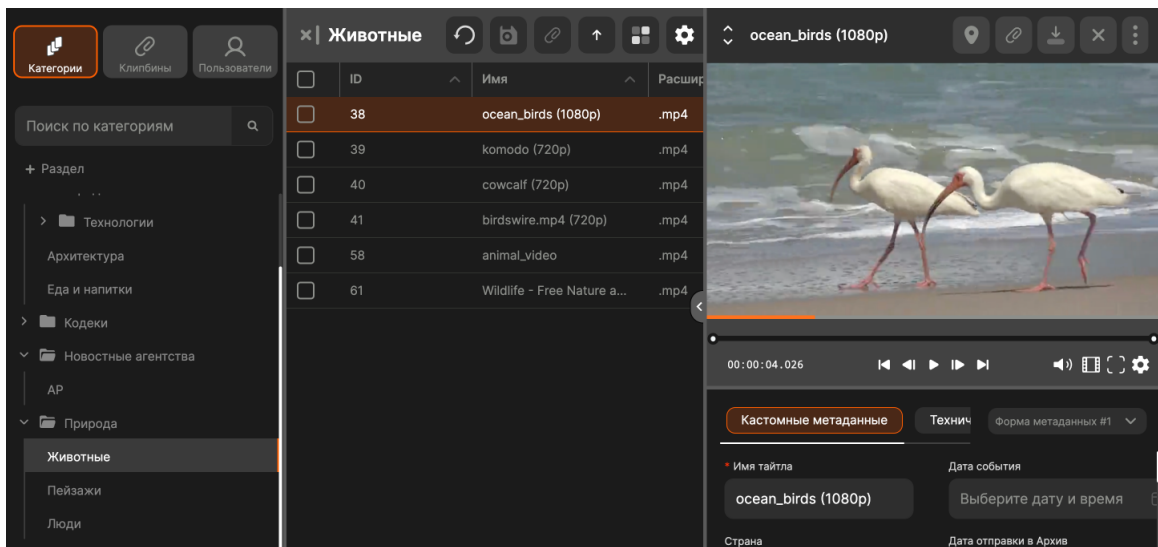 Категории
Клипбины
Пользователи
Поиск по категориям
+ Раздел
Технологии
Архитектура
Еда и напитки
Кодеки
Новостные агентства
AP
Природа
Животные
Пейзажи
Люди
Животные
ID Имя Расшир
38 ocean_birds (1080p) .mp4
39 komodo (720p) .mp4
40 cowcalf (720p) .mp4
41 birdswire.mp4 (720p) .mp4
58 animal_video .mp4
61 Wildlife - Free Nature a... .mp4
ocean_birds (1080p)
00:00:04.026
Кастомные метаданные Технич Форма метаданных #1
* Имя тайтла Дата события
ocean_birds (1080p) Выберите дату и время
Страна Дата отправки в Архив